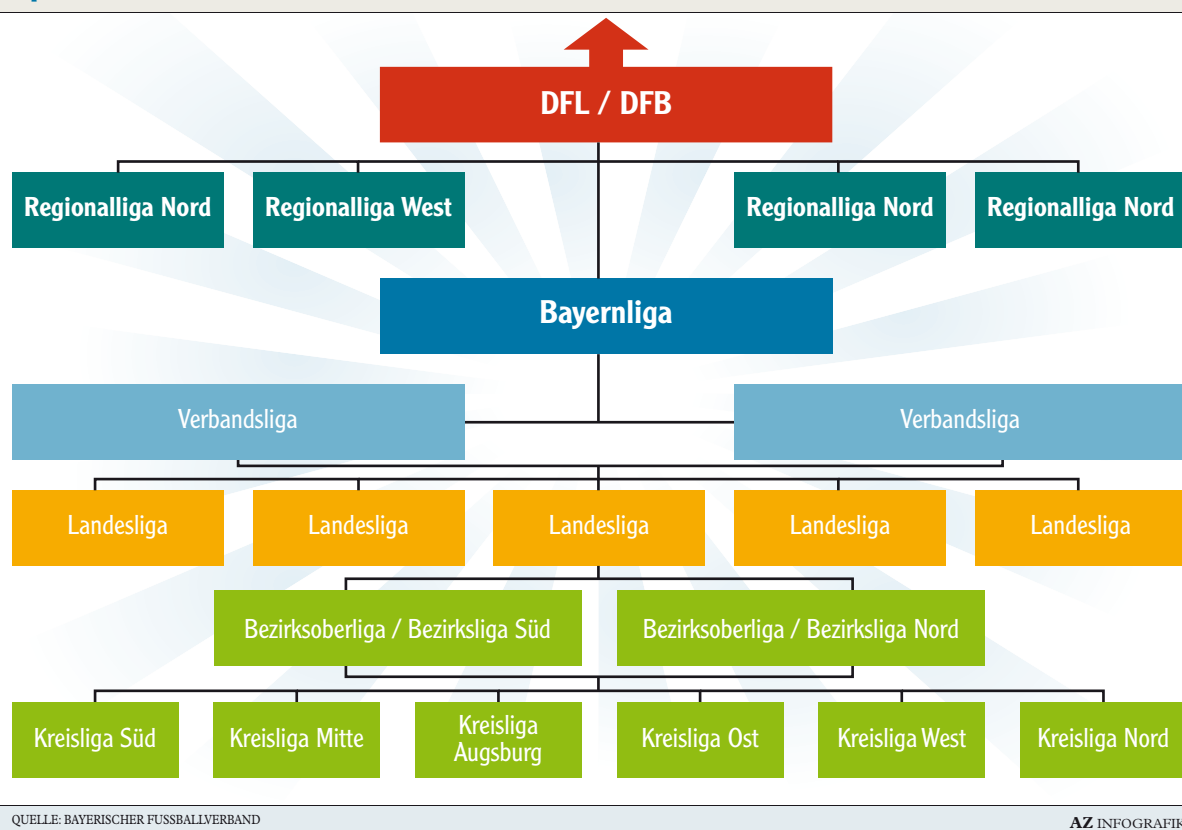 DFL / DFB
Regionalliga Nord
Regionalliga West
Regionalliga Nord
Regionalliga Nord
Bayernliga
Verbandsliga
Verbandsliga
Landesliga
Landesliga
Landesliga
Landesliga
Landesliga
Bezirksoberliga / Bezirksliga Süd
Bezirksoberliga / Bezirksliga Nord
Kreisliga Süd
Kreisliga Mitte
Kreisliga
Augsburg
Kreisliga Ost
Kreisliga West
Kreisliga Nord
QUELLE: BAYERISCHER FUSSBALLVERBAND
AZ INFOGRAFIK